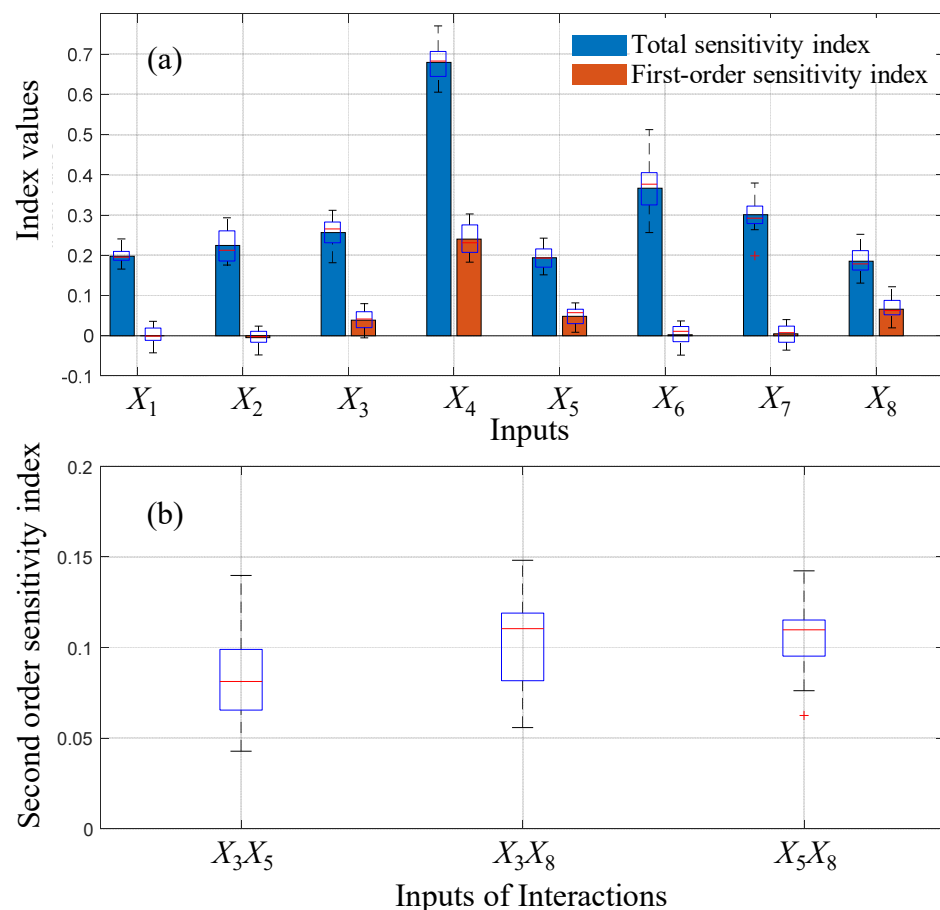 (a)
Total sensitivity index
First-order sensitivity index
Index values
0.7
0.6
0.5
0.4
0.3
0.2
0.1
0
-0.1
X₁ X₂ X₃ X₄ X₅ X₆ X₇ X₈
Inputs
(b)
Second order sensitivity index
0.2
0.15
0.1
0.05
0
X₃X₅ X₃X₈ X₅X₈
Inputs of Interactions